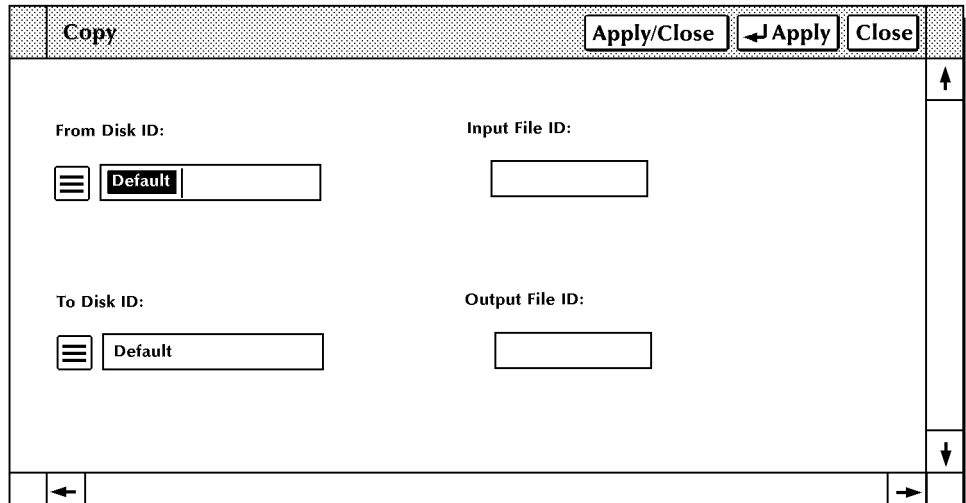 Copy Apply/Close Apply Close
From Disk ID: Input File ID:
Default
To Disk ID: Output File ID:
Default